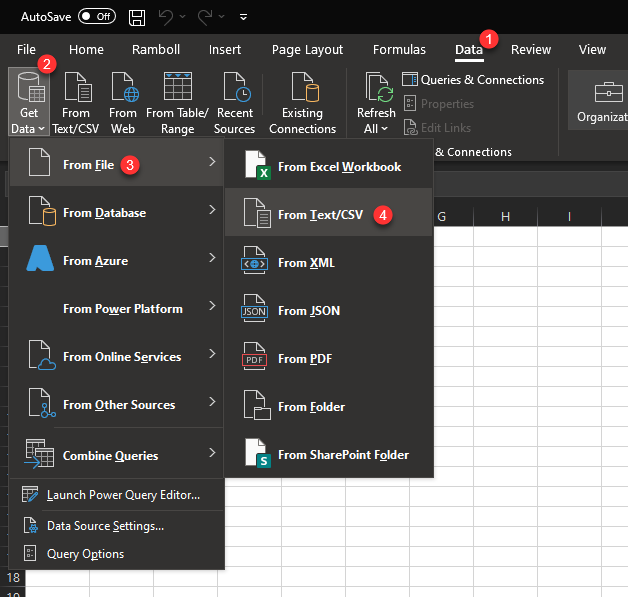 AutoSave Off
File Home Ramboll Insert Page Layout Formulas Data 1 Review View
2
Get Data
From Text/CSV
From Web
From Table/ Range
Recent Sources
Existing Connections
Refresh All
Queries & Connections
Properties
Edit Links
Organizat
& Connections
From File 3
From Database
From Azure
From Power Platform
From Online Services
From Other Sources
Combine Queries
Launch Power Query Editor...
Data Source Settings...
Query Options
From Excel Workbook
X
From Text/CSV 4
From XML
JSON
From JSON
PDF
From PDF
From Folder
S
From SharePoint Folder
G H I
18